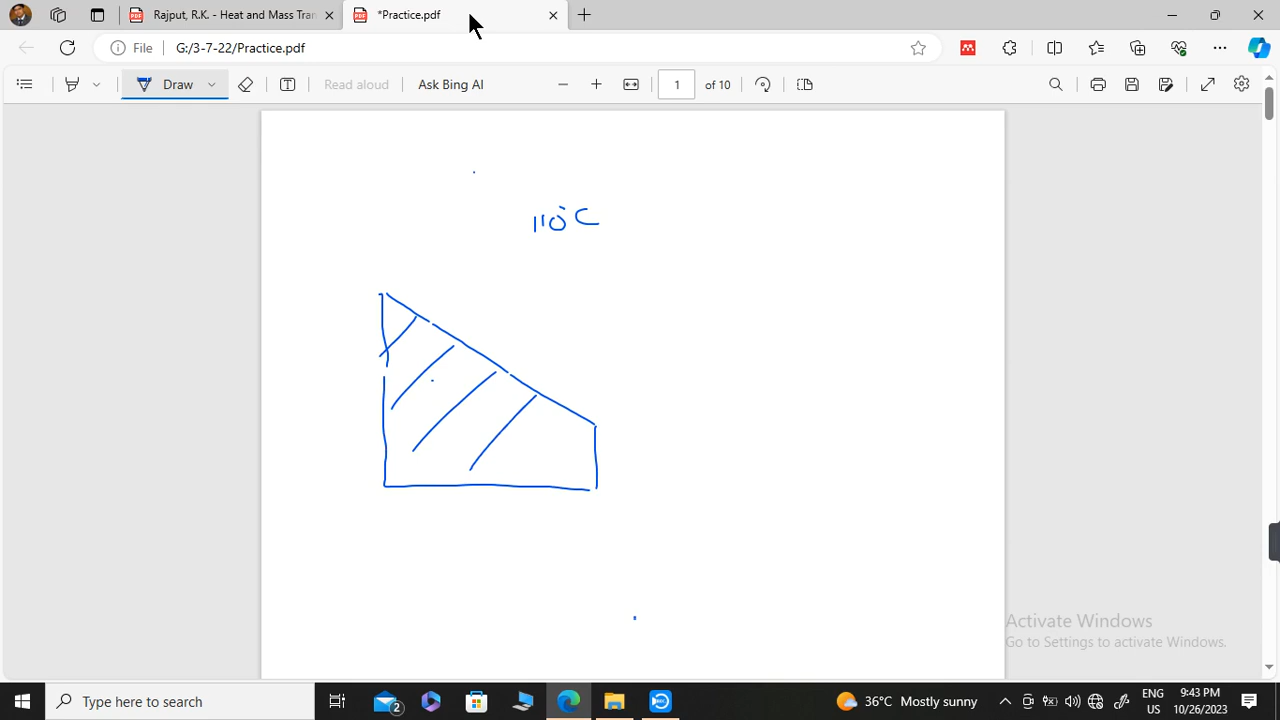 Rajput, R.K. - Heat and Mass Tran
*Practice.pdf
File
G:/3-7-22/Practice.pdf
Draw
Read aloud
Ask Bing AI
1
of 10
110°C
Activate Windows
Go to Settings to activate Windows.
Type here to search
2
36°C Mostly sunny
ENG
US
9:43 PM
10/26/2023